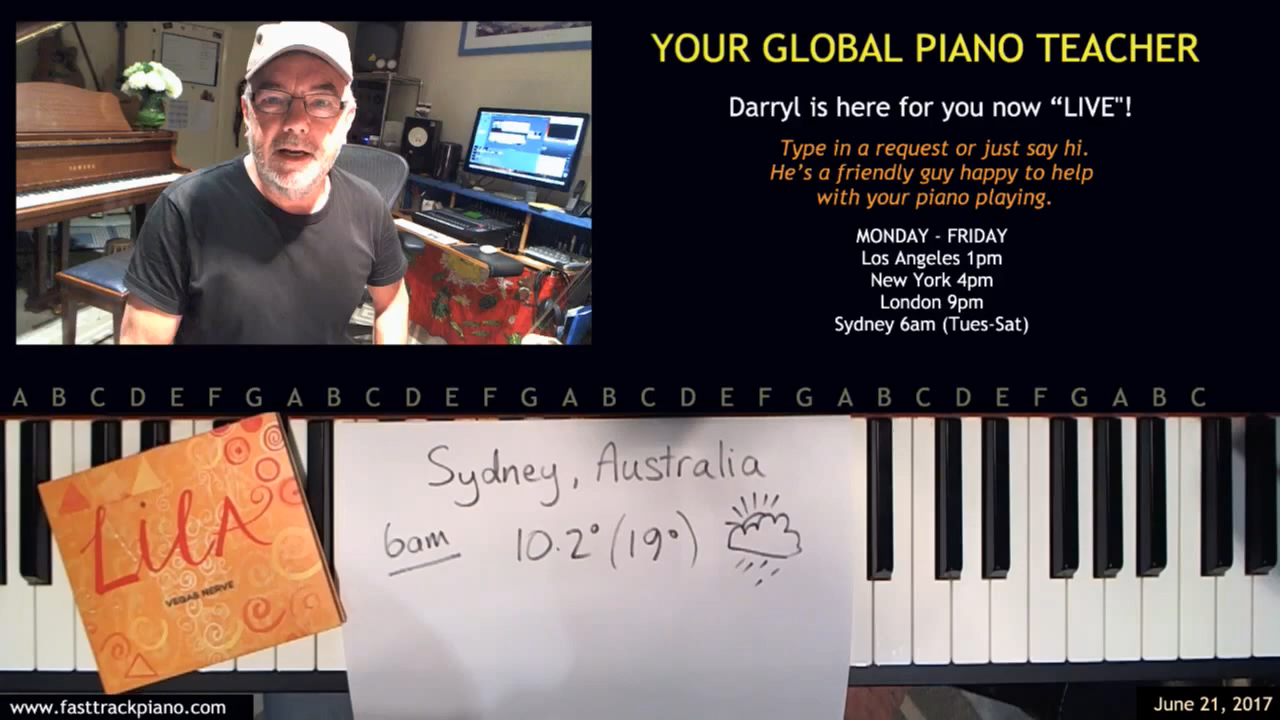 YOUR GLOBAL PIANO TEACHER
Darryl is here for you now “LIVE"!
Type in a request or just say hi.
He’s a friendly guy happy to help
with your piano playing.
MONDAY - FRIDAY
Los Angeles 1pm
New York 4pm
London 9pm
Sydney 6am (Tues-Sat)
YAMAHA
A B C D E F G A B C D E F G A B C D E F G A B C D E F G A B C
LilA
VEGAS NERVE
Sydney, Australia
6am 10.2° (19°)
www.fasttrackpiano.com
June 21, 2017